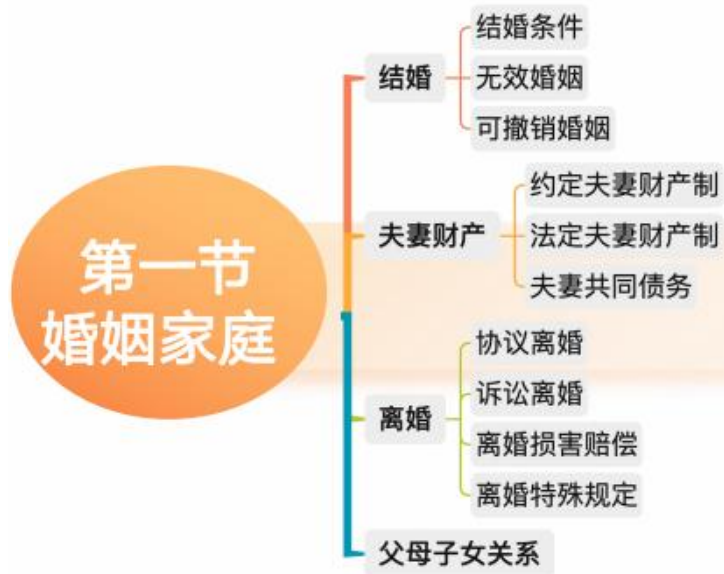 第一节
婚姻家庭
结婚
结婚条件
无效婚姻
可撤销婚姻
夫妻财产
约定夫妻财产制
法定夫妻财产制
夫妻共同债务
离婚
协议离婚
诉讼离婚
离婚损害赔偿
离婚特殊规定
父母子女关系